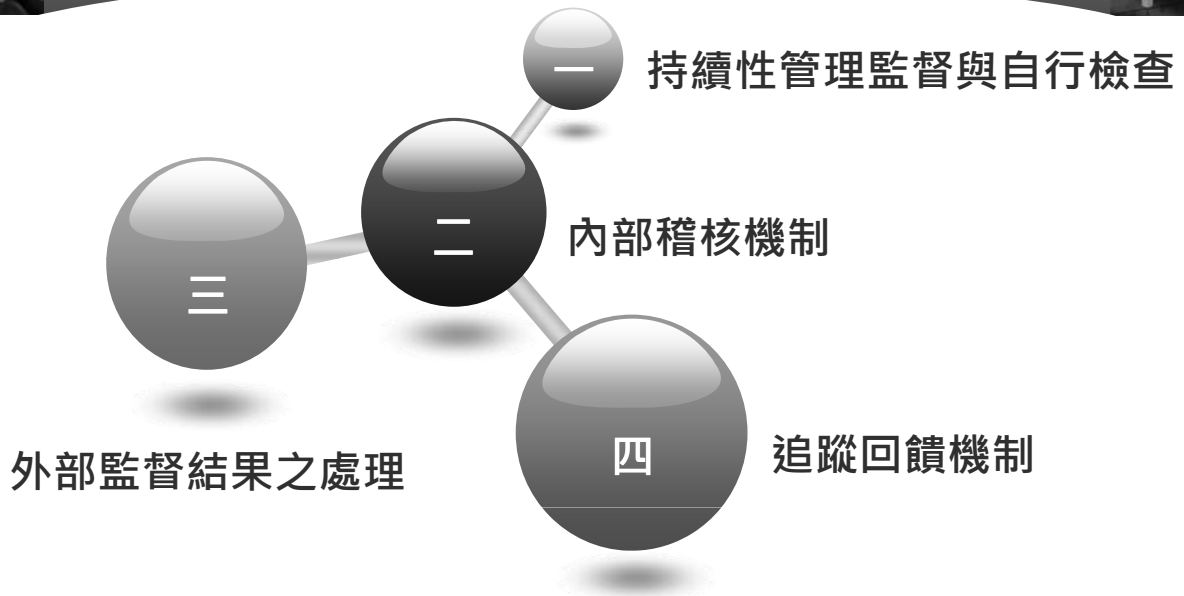 一
持續性管理監督與自行檢查
二
內部稽核機制
三
外部監督結果之處理
四
追蹤回饋機制